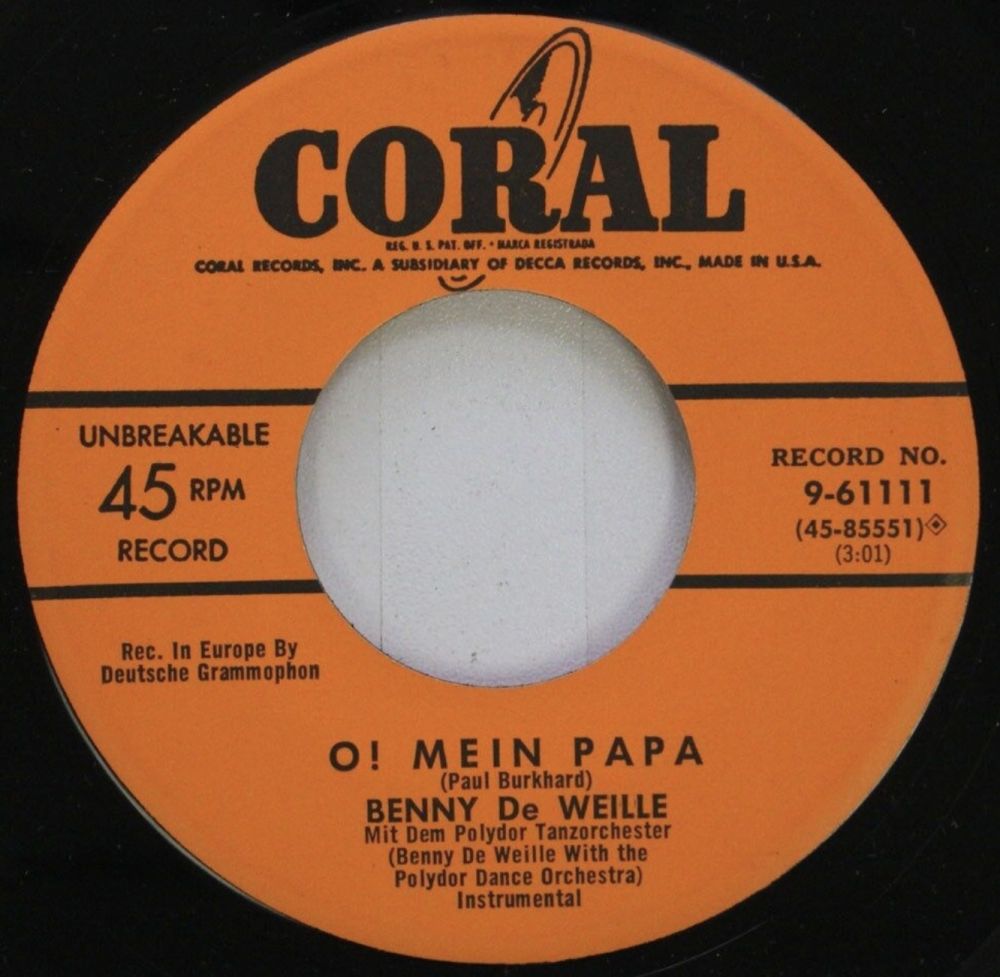 CORAL
REG. U. S. PAT. OFF. • MARCA REGISTRADA
CORAL RECORDS, INC. A SUBSIDIARY OF DECCA RECORDS, INC., MADE IN U.S.A.
UNBREAKABLE
45 RPM
RECORD
RECORD NO.
9-61111
(45-85551)
(3:01)
Rec. In Europe By
Deutsche Grammophon
O! MEIN PAPA
(Paul Burkhard)
BENNY De WEILLE
Mit Dem Polydor Tanzorchester
(Benny De Weille With the
Polydor Dance Orchestra)
Instrumental